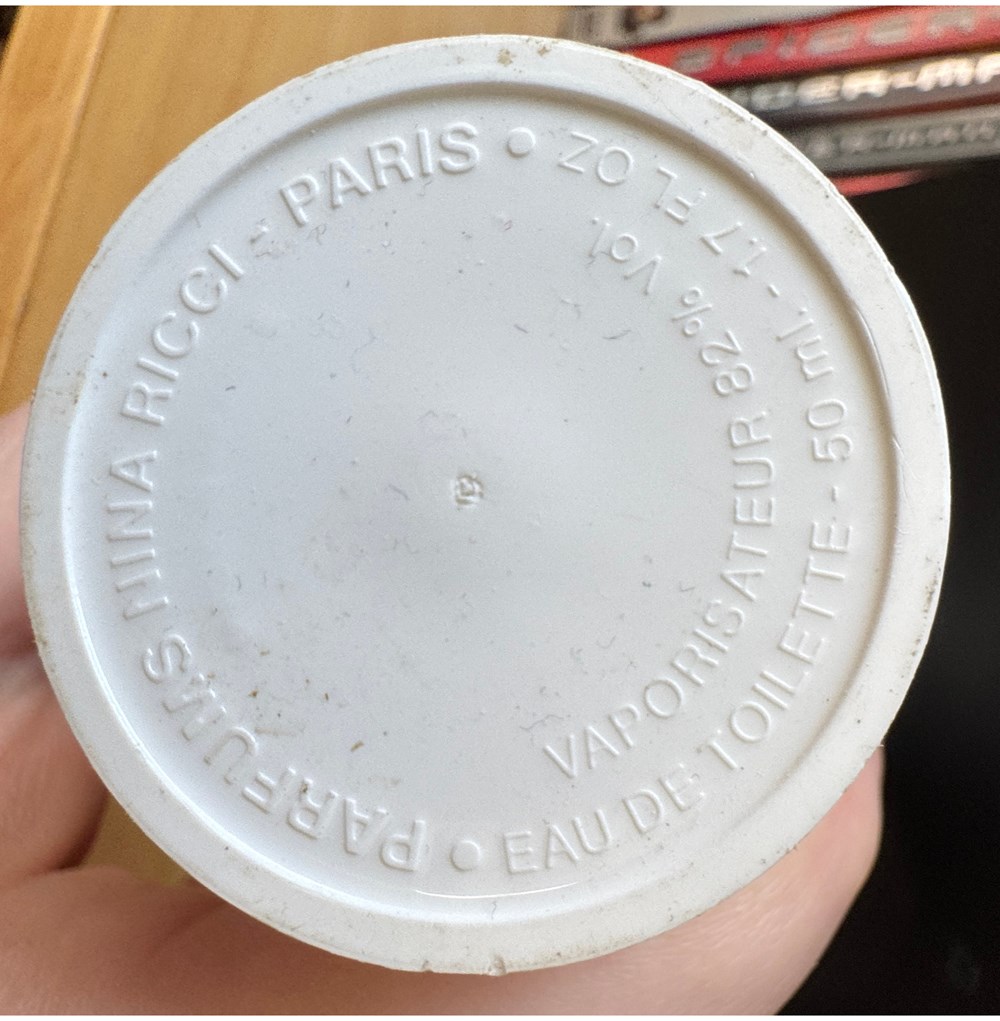 PARFUMS NINA RICCI - PARIS •
EAU DE TOILETTE - 50 ml. - 1,7 FL OZ •
VAPORISATEUR 82% Vol.